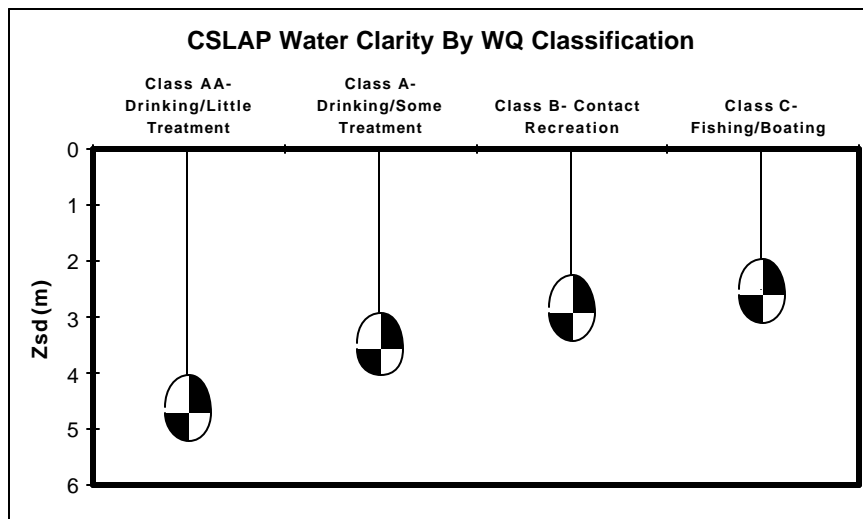 CSLAP Water Clarity By WQ Classification
Class AA-
Drinking/Little
Treatment
Class A-
Drinking/Some
Treatment
Class B- Contact
Recreation
Class C-
Fishing/Boating
Zsd (m)
0
1
2
3
4
5
6